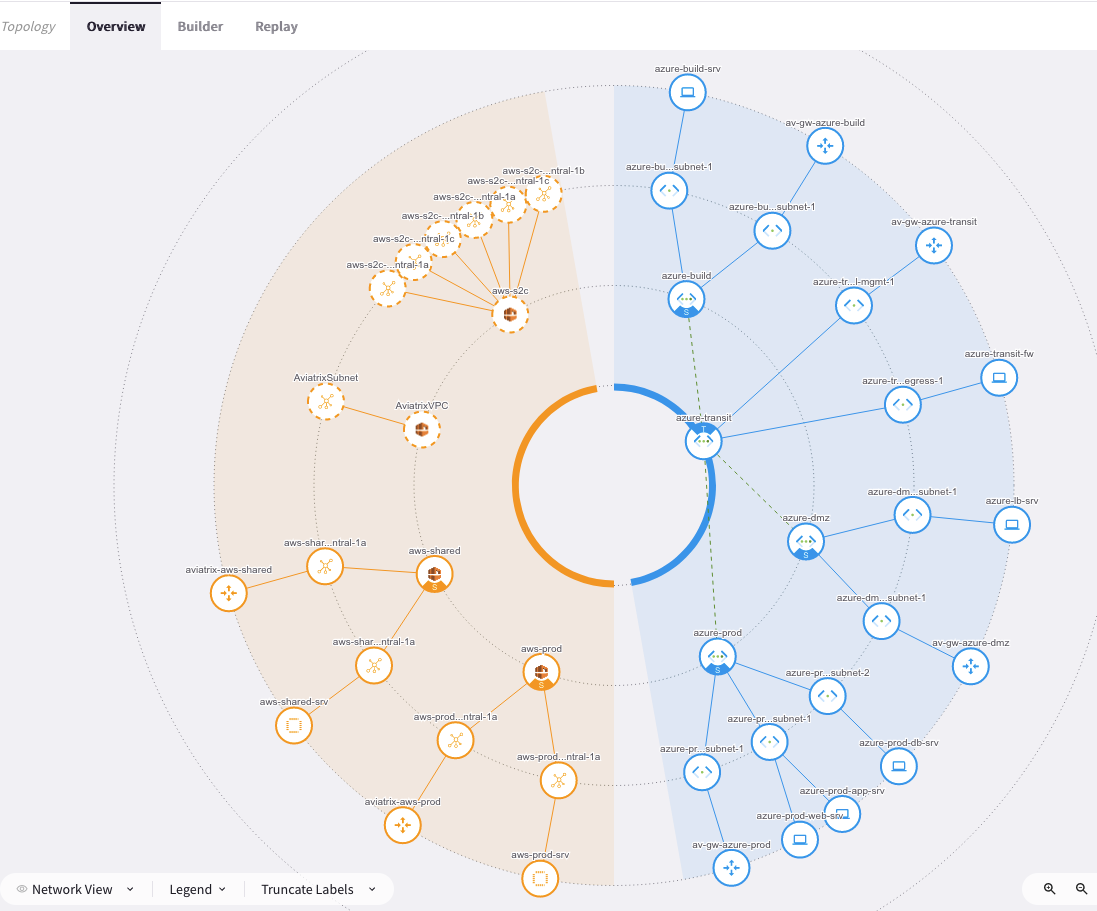 Topology
Overview
Builder
Replay
azure-build-srv
av-gw-azure-build
azure-bu...subnet-1
aws-s2c-...ntral-1b
aws-s2c-...ntral-1c
aws-s2c-...ntral-1a
azure-bu...subnet-1
aws-s2c-...ntral-1b
av-gw-azure-transit
aws-s2c-...ntral-1c
aws-s2c-...ntral-1a
azure-build
S
azure-tr...l-mgmt-1
aws-s2c
azure-transit-fw
AviatrixSubnet
azure-tr...egress-1
AviatrixVPC
azure-transit
T
azure-dm...subnet-1
azure-lb-srv
azure-dmz
S
aws-shar...ntral-1a
aws-shared
S
aviatrix-aws-shared
azure-dm...subnet-1
azure-prod
S
aws-shar...ntral-1a
av-gw-azure-dmz
aws-prod
S
azure-pr...subnet-2
aws-shared-srv
aws-prod...ntral-1a
azure-pr...subnet-1
azure-prod-db-srv
azure-pr...subnet-1
aws-prod...ntral-1a
azure-prod-app-srv
aviatrix-aws-prod
azure-prod-web-srv
av-gw-azure-prod
aws-prod-srv
Network View
Legend
Truncate Labels